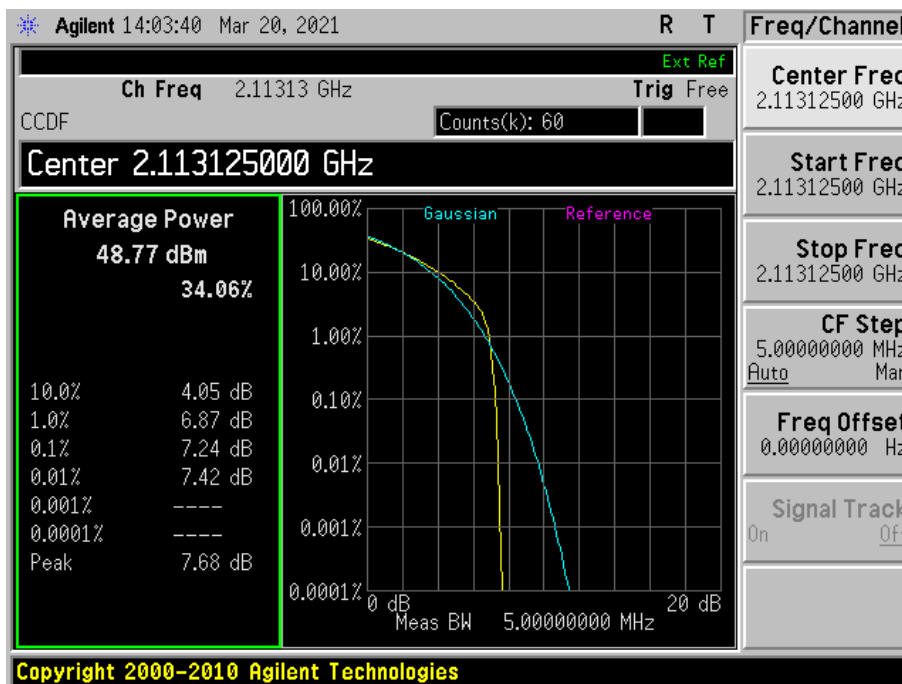 Agilent 14:03:40 Mar 20, 2021 R T
Ext Ref
Ch Freq 2.11313 GHz Trig Free
CCDF Counts(k): 60
Center 2.113125000 GHz
Average Power
48.77 dBm
34.06%
10.0% 4.05 dB
1.0% 6.87 dB
0.1% 7.24 dB
0.01% 7.42 dB
0.001% ----
0.0001% ----
Peak 7.68 dB
Gaussian Reference
100.00%
10.00%
1.00%
0.10%
0.01%
0.001%
0.0001%
0 dB 20 dB
Meas BW 5.00000000 MHz
Freq/Channel
Center Freq
2.11312500 GHz
Start Freq
2.11312500 GHz
Stop Freq
2.11312500 GHz
CF Step
5.00000000 MHz
Auto Man
Freq Offset
0.00000000 Hz
Signal Track
On Off
Copyright 2000-2010 Agilent Technologies